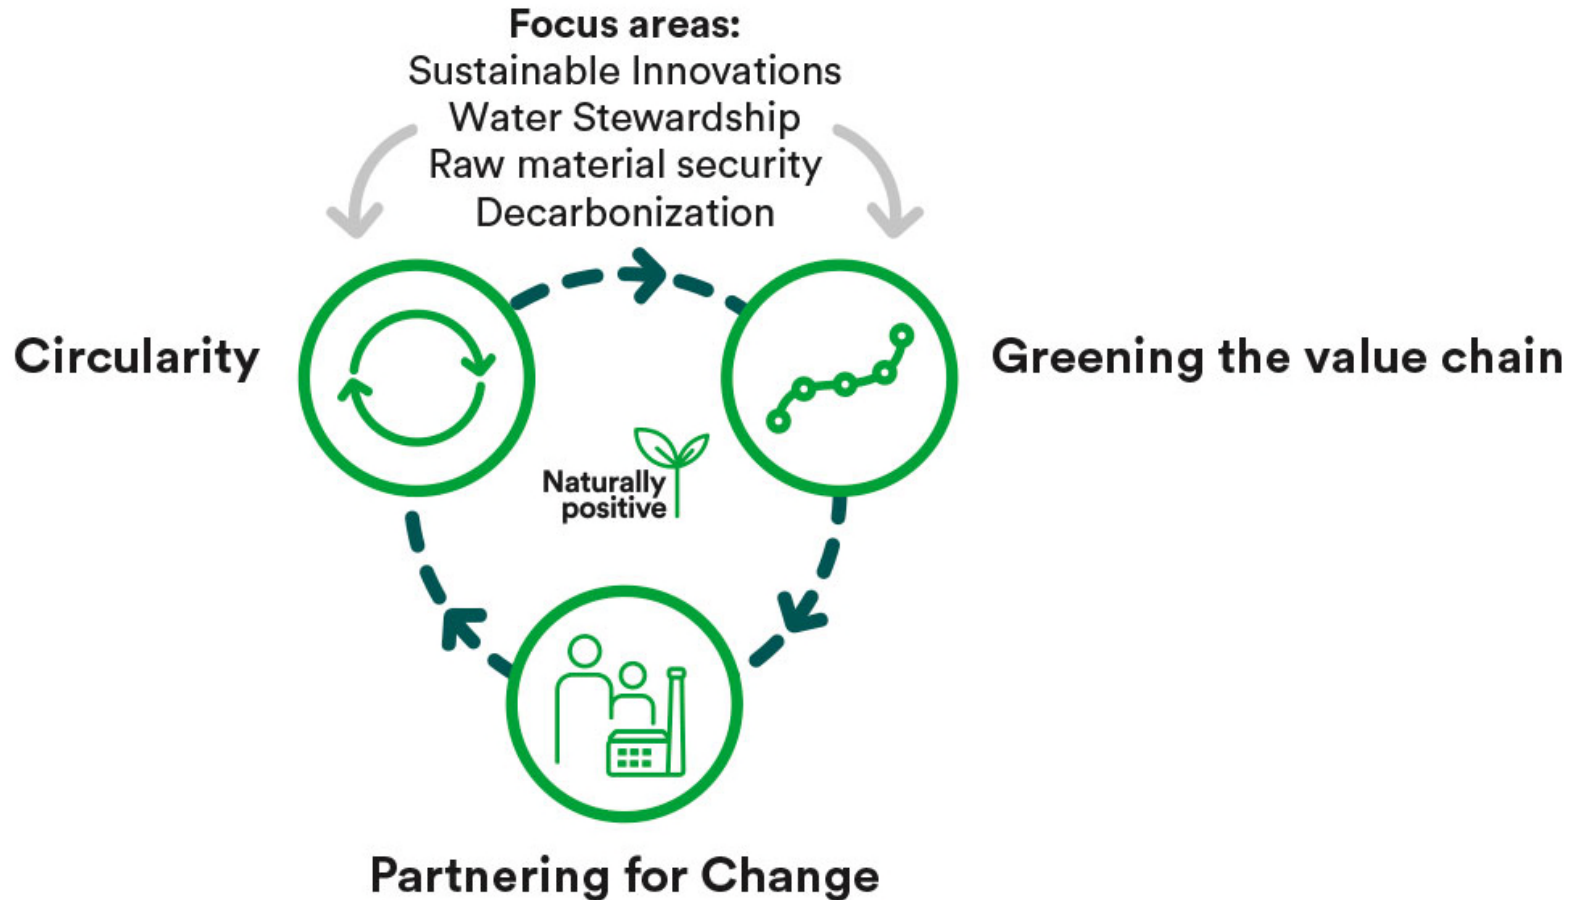 Focus areas:
Sustainable Innovations
Water Stewardship
Raw material security
Decarbonization
Circularity
Greening the value chain
Naturally
positive
Partnering for Change